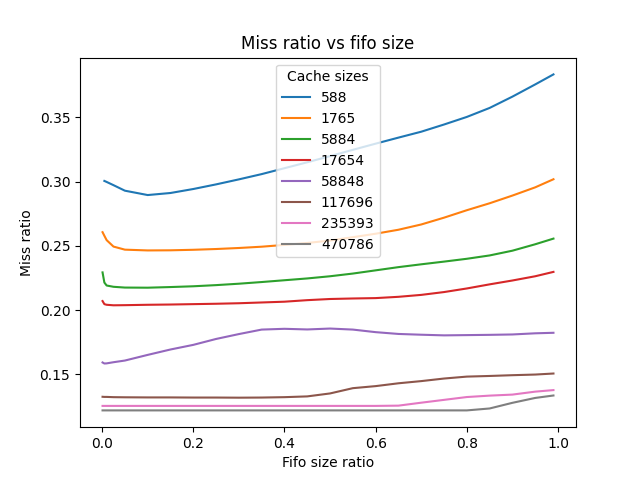 Miss ratio vs fifo size
Cache sizes
588
1765
5884
17654
58848
117696
235393
470786
Miss ratio
0.35
0.30
0.25
0.20
0.15
0.0 0.2 0.4 0.6 0.8 1.0
Fifo size ratio